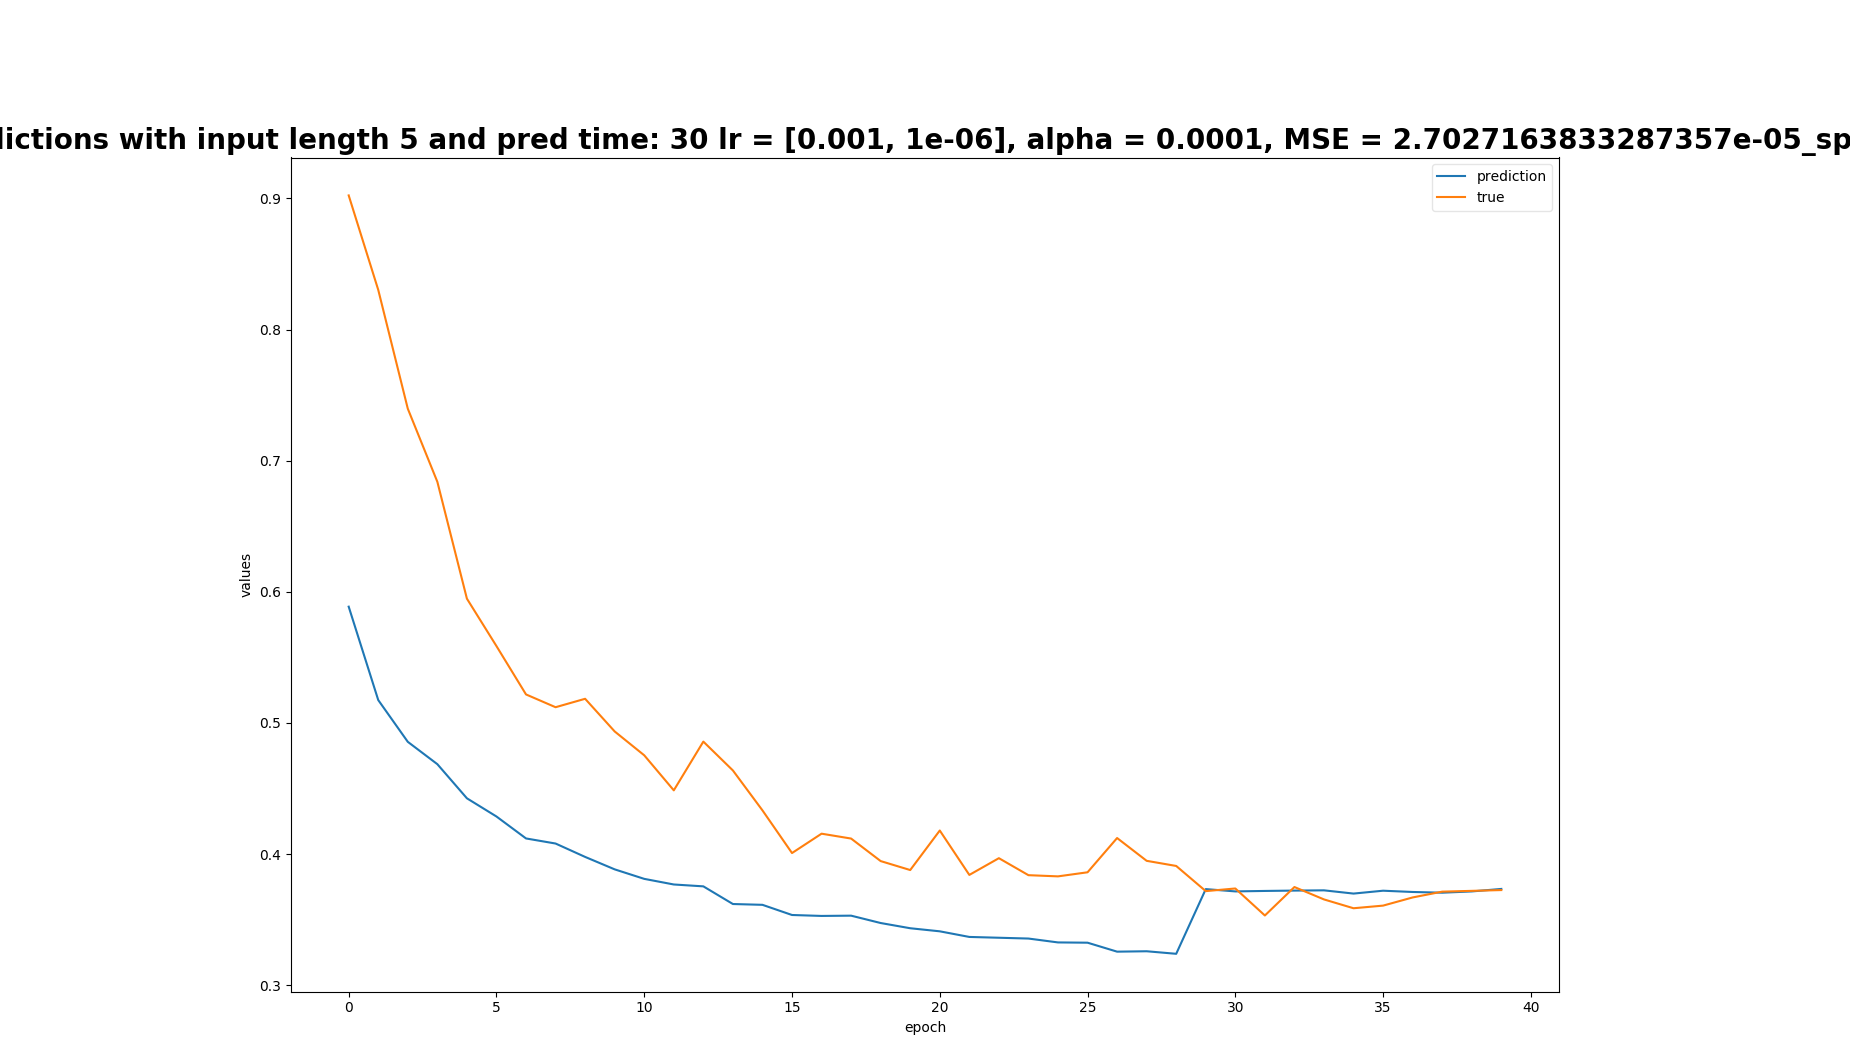 dictions with input length 5 and pred time: 30 lr = [0.001, 1e-06], alpha = 0.0001, MSE = 2.7027163833287357e-05_sp
prediction
true
0.9
0.8
0.7
0.6
0.5
0.4
0.3
values
0 5 10 15 20 25 30 35 40
epoch